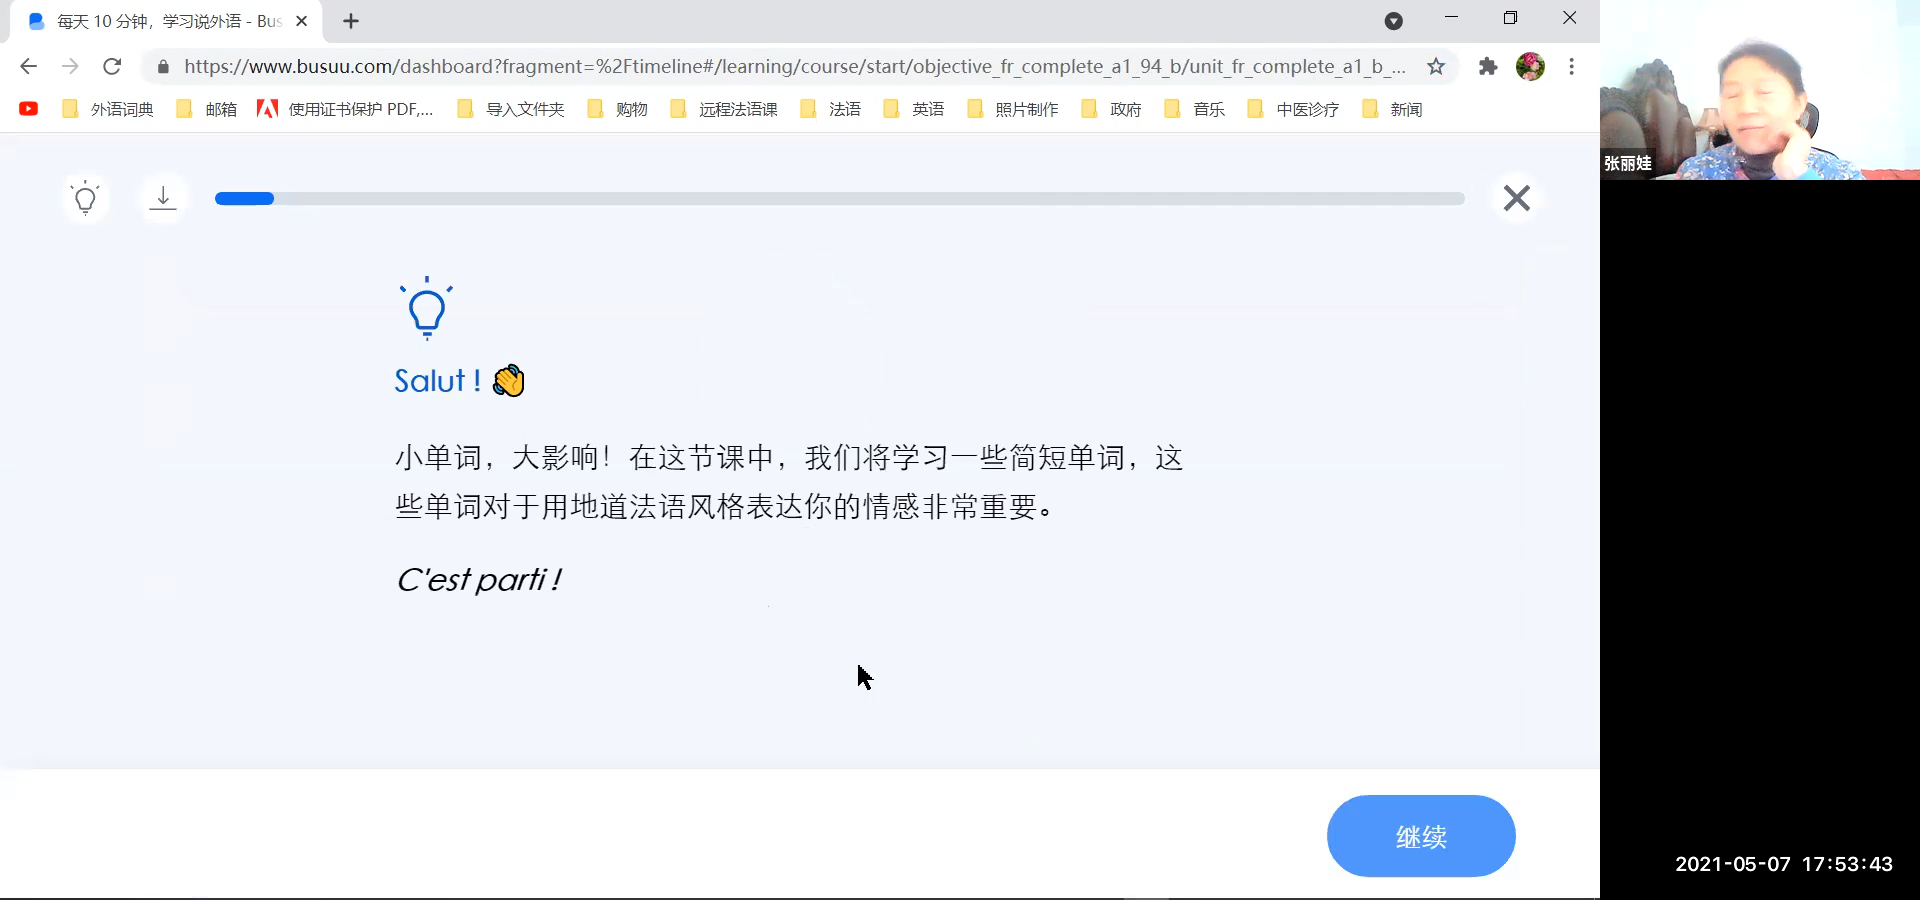 每天 10 分钟，学习说外语 - Bus
https://www.busuu.com/dashboard?fragment=%2Ftimeline#/learning/course/start/objective_fr_complete_a1_94_b/unit_fr_complete_a1_b_...
外语词典 邮箱 使用证书保护 PDF,... 导入文件夹 购物 远程法语课 法语 英语 照片制作 政府 音乐 中医诊疗 新闻
张丽娃
Salut !
小单词，大影响！在这节课中，我们将学习一些简短单词，这
些单词对于用地道法语风格表达你的情感非常重要。
C'est parti !
继续
2021-05-07 17:53:43